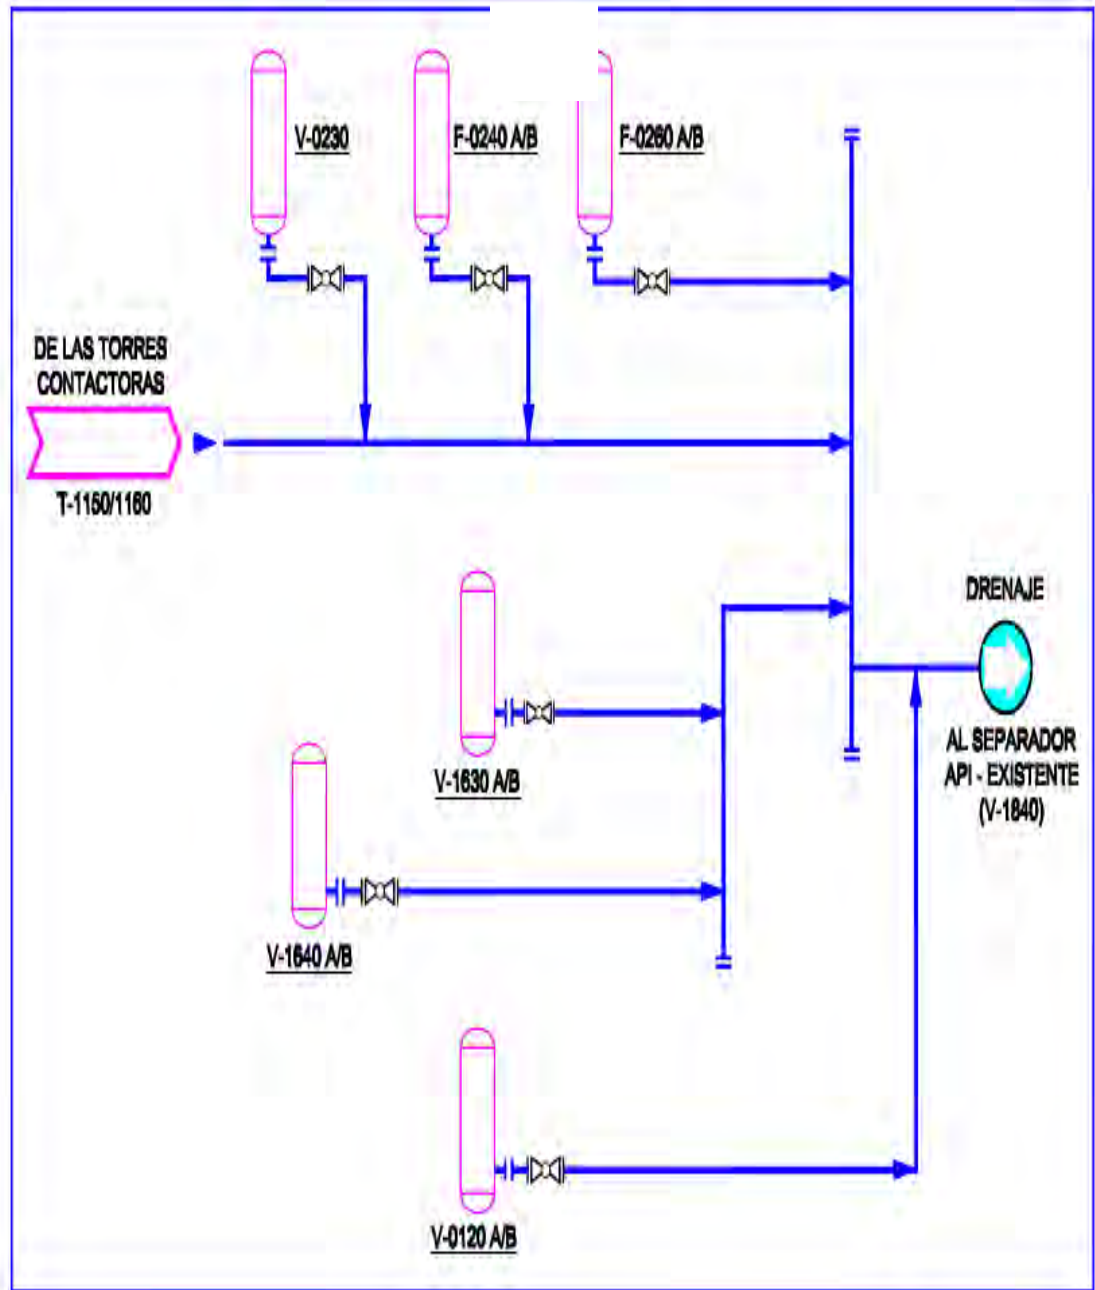 V-0230
F-0240 A/B
F-0260 A/B
DE LAS TORRES
CONTACTORAS
T-1150/1160
DRENAJE
AL SEPARADOR
API - EXISTENTE
(V-1840)
V-1630 A/B
V-1640 A/B
V-0120 A/B